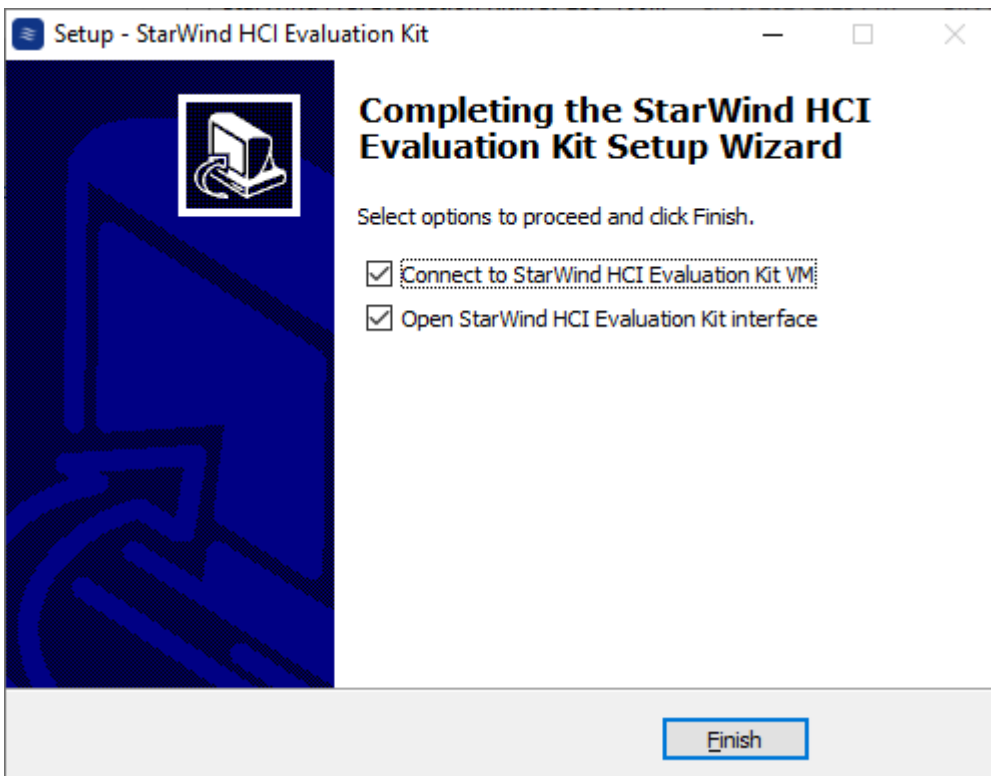 Setup - StarWind HCI Evaluation Kit
Completing the StarWind HCI
Evaluation Kit Setup Wizard
Select options to proceed and click Finish.
Connect to StarWind HCI Evaluation Kit VM
Open StarWind HCI Evaluation Kit interface
Finish